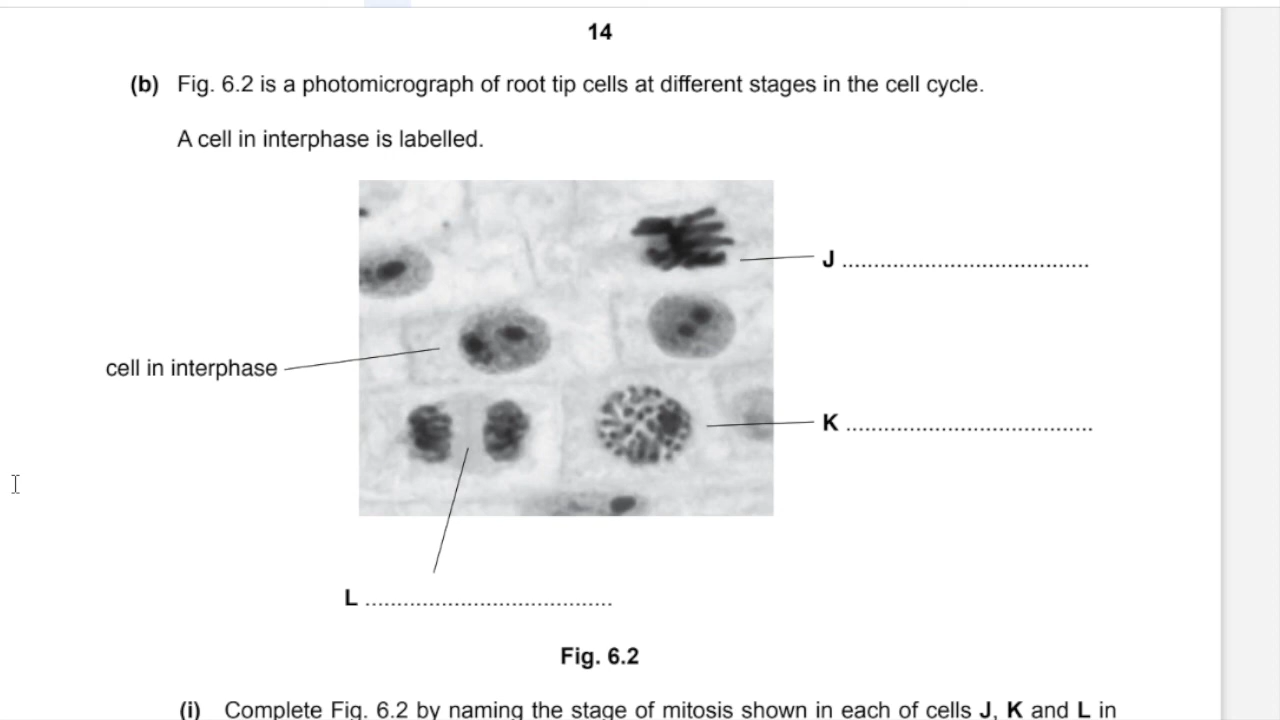 14
(b) Fig. 6.2 is a photomicrograph of root tip cells at different stages in the cell cycle.
A cell in interphase is labelled.
J ........................................
cell in interphase
K ........................................
L ........................................
Fig. 6.2
(i) Complete Fig. 6.2 by naming the stage of mitosis shown in each of cells J, K and L in